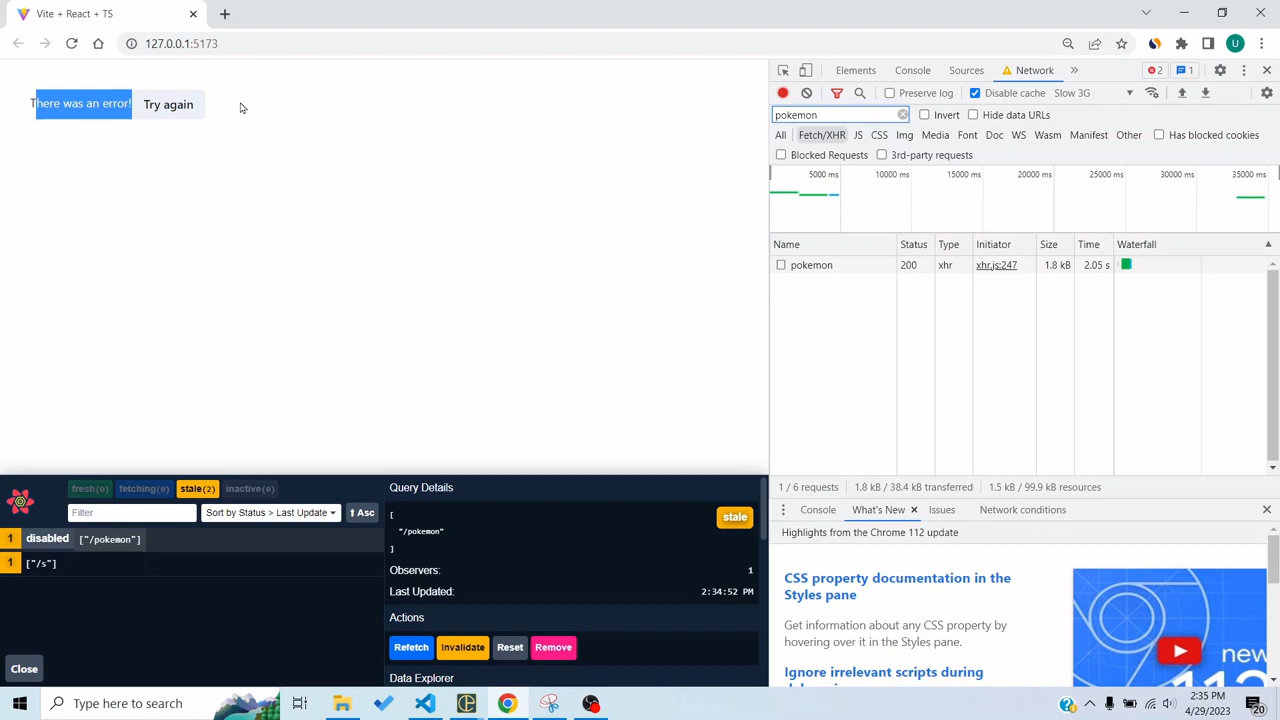 Vite + React + TS
127.0.0.1:5173
U
There was an error!
Try again
Elements
Console
Sources
Network
2
1
Preserve log
Disable cache
Slow 3G
pokemon
Invert
Hide data URLs
All
Fetch/XHR
JS
CSS
Img
Media
Font
Doc
WS
Wasm
Manifest
Other
Has blocked cookies
Blocked Requests
3rd-party requests
5000 ms
10000 ms
15000 ms
20000 ms
25000 ms
30000 ms
35000 ms
Name
Status
Type
Initiator
Size
Time
Waterfall
pokemon
200
xhr
xhr.js:247
1.8 kB
2.05 s
1 / 6 requests
1.8 kB / 38.4 kB transferred
1.5 kB / 99.9 kB resources
Console
What's New
Issues
Network conditions
Highlights from the Chrome 112 update
CSS property documentation in the
Styles pane
Get information about any CSS property by
hovering over it in the Styles pane.
Ignore irrelevant scripts during
new
112
fresh(0)
fetching(0)
stale(2)
inactive(0)
Filter
Sort by Status > Last Update
Asc
1
disabled
["/pokemon"]
1
["/s"]
Close
Query Details
[
"/pokemon"
]
stale
Observers:
1
Last Updated:
2:34:52 PM
Actions
Refetch
Invalidate
Reset
Remove
Data Explorer
Type here to search
2:35 PM
4/29/2023
20